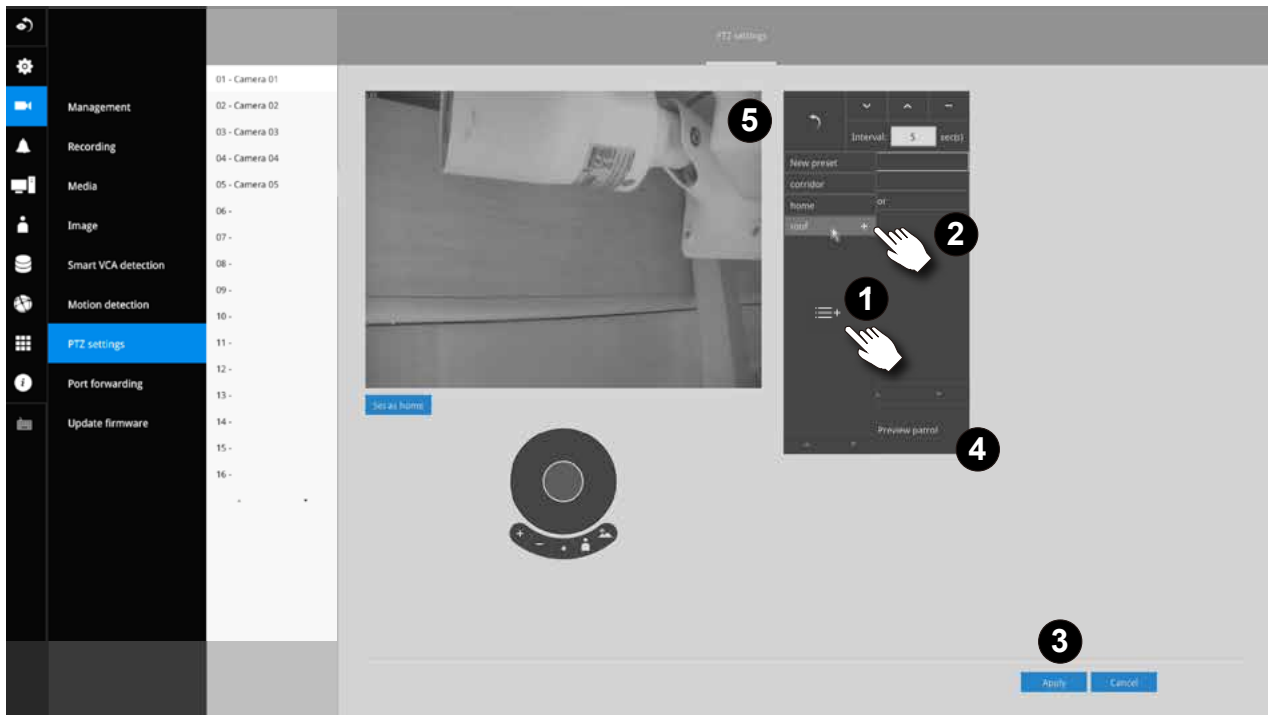 PTZ settings
Management
Recording
Media
Image
Smart VCA detection
Motion detection
PTZ settings
Port forwarding
Update firmware
01 - Camera 01
02 - Camera 02
03 - Camera 03
04 - Camera 04
05 - Camera 05
06 -
07 -
08 -
09 -
10 -
11 -
12 -
13 -
14 -
15 -
16 -
5
Interval: 5 sec(s)
New preset
corridor
home
or
+
2
1
+
Set as home
Preview patrol
4
3
Apply
Cancel